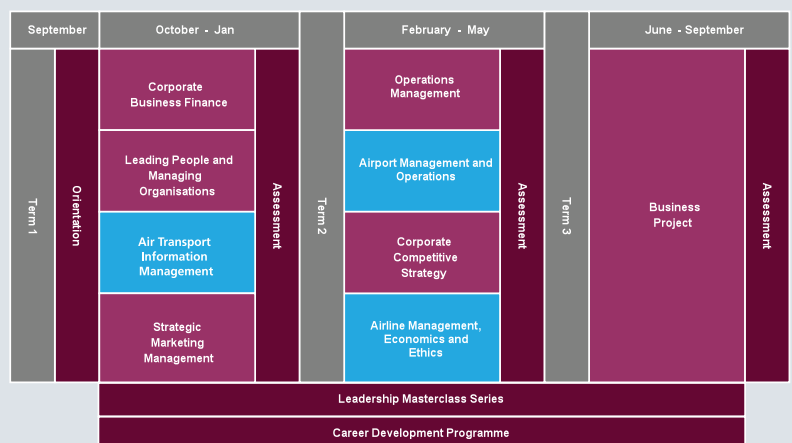 September
October - Jan
February - May
June - September
Term 1
Orientation
Corporate
Business Finance
Leading People and
Managing
Organisations
Air Transport
Information
Management
Strategic
Marketing
Management
Assessment
Term 2
Operations
Management
Airport Management and
Operations
Corporate
Competitive
Strategy
Airline Management,
Economics and
Ethics
Assessment
Term 3
Business
Project
Assessment
Leadership Masterclass Series
Career Development Programme